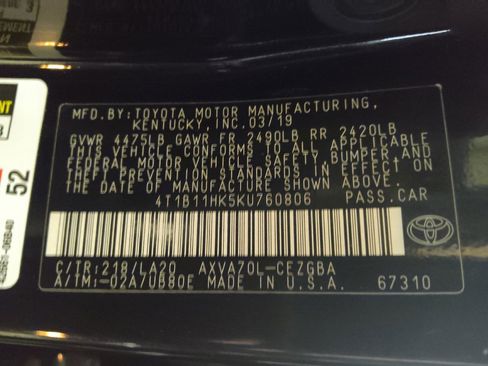 MFD.BY:TOYOTA MOTOR MANUFACTURING,
KENTUCKY,INC.03/19
GVWR 4475LB GAWR FR 2490LB RR 2420LB
THIS VEHICLE CONFORMS TO ALL APPLICABLE
FEDERAL MOTOR VEHICLE SAFETY,BUMPER,AND
THEFT PREVENTION STANDARDS IN EFFECT ON
THE DATE OF MANUFACTURE SHOWN ABOVE.
4T1B11HK5KU760806 PASS.CAR
TOYOTA
C/TR:218/LA20 AXVA70L-CEZGBA
A/TM:-02A/UB80E MADE IN U.S.A. 67310
52